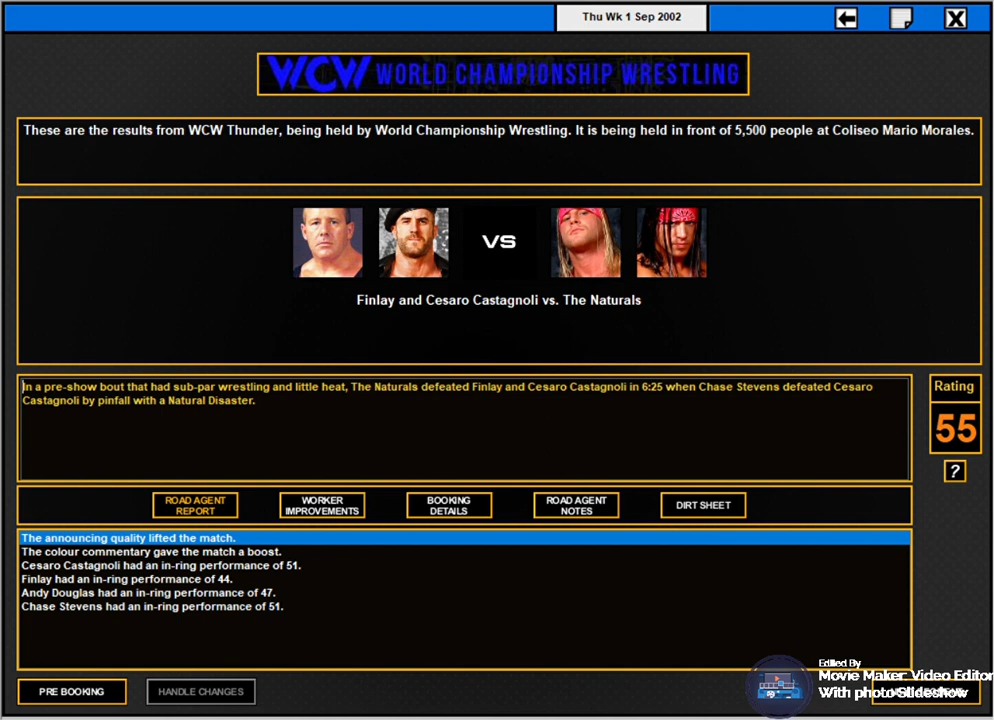 Thu Wk 1 Sep 2002
WCW WORLD CHAMPIONSHIP WRESTLING
These are the results from WCW Thunder, being held by World Championship Wrestling. It is being held in front of 5,500 people at Coliseo Mario Morales.
VS
Finlay and Cesaro Castagnoli vs. The Naturals
In a pre-show bout that had sub-par wrestling and little heat, The Naturals defeated Finlay and Cesaro Castagnoli in 6:25 when Chase Stevens defeated Cesaro
Castagnoli by pinfall with a Natural Disaster.
Rating
55
?
ROAD AGENT
REPORT
WORKER
IMPROVEMENTS
BOOKING
DETAILS
ROAD AGENT
NOTES
DIRT SHEET
The announcing quality lifted the match.
The colour commentary gave the match a boost.
Cesaro Castagnoli had an in-ring performance of 51.
Finlay had an in-ring performance of 44.
Andy Douglas had an in-ring performance of 47.
Chase Stevens had an in-ring performance of 51.
PRE BOOKING
HANDLE CHANGES
Edited By
Movie Maker: Video Editor
With photo Slideshow